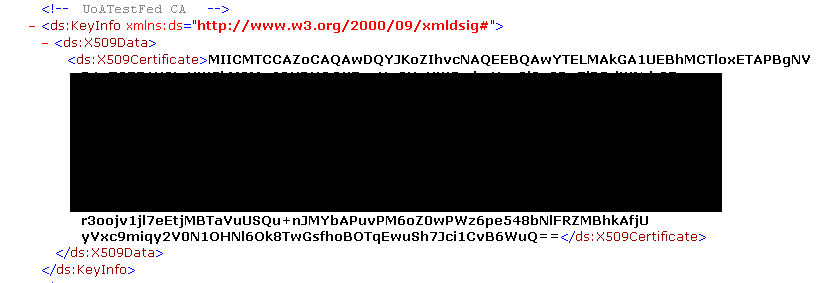 <!--  UoATestFed CA   -->
- <ds:KeyInfo xmlns:ds="http://www.w3.org/2000/09/xmldsig#">
- <ds:X509Data>
<ds:X509Certificate>MIICMTCCAZoCAQAwDQYJKoZIhvcNAQEEBQAwYTELMAkGA1UEBhMCTloxETAPBgNV
r3oojv1jl7eEtjMBTaVuUSQu+nJMYbAPuvPM6oZ0wPWz6pe548bNlFRZMBhkAfjU
yVxc9miqy2V0N1OHNl6Ok8TwGsfhoBOTqEwuSh7Jci1CvB6WuQ==</ds:X509Certificate>
</ds:X509Data>
</ds:KeyInfo>